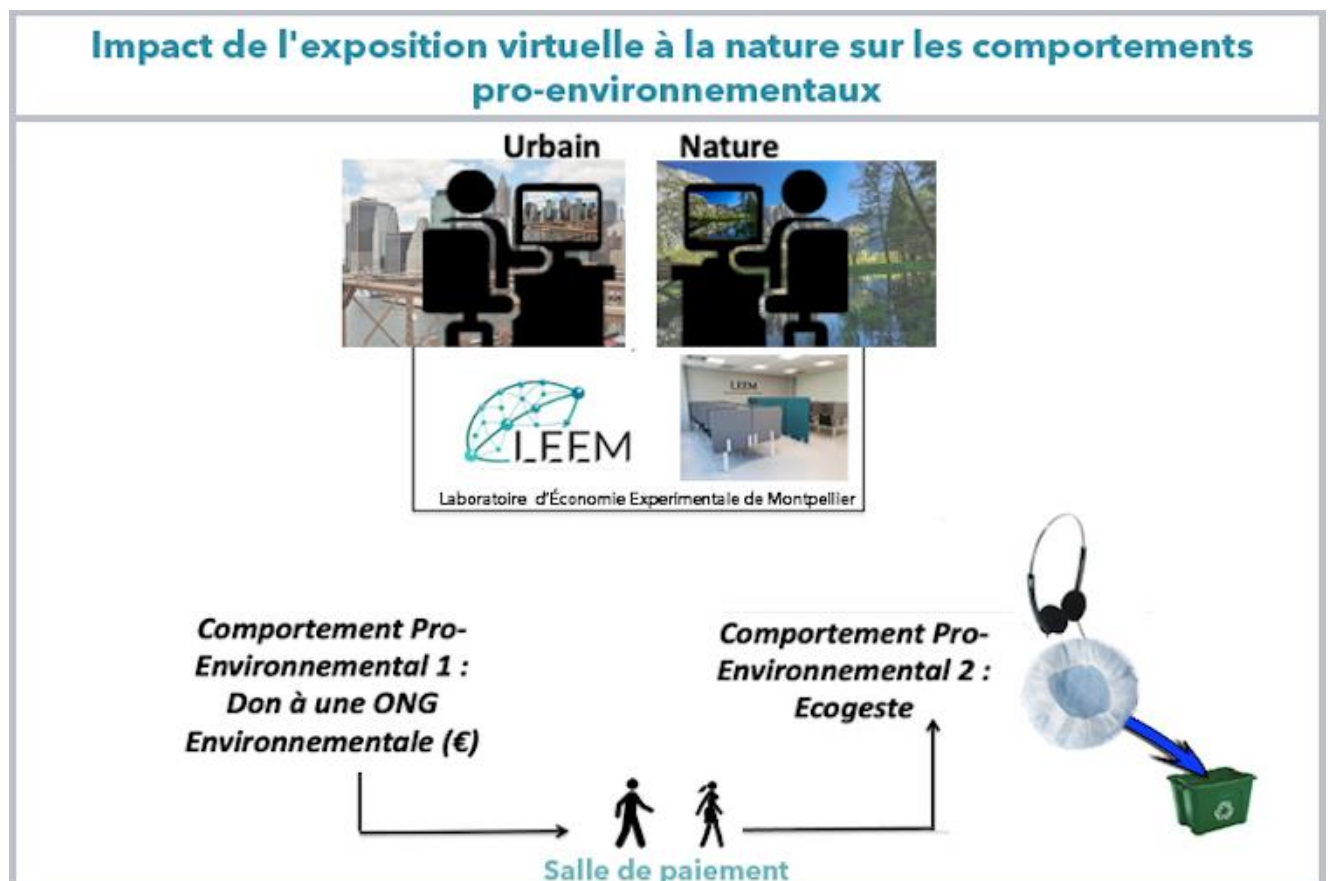 Impact de l'exposition virtuelle à la nature sur les comportements
pro-environnementaux
Urbain
Nature
LEEM
LEEM
Laboratoire d'Économie Experimentale de Montpellier
Comportement Pro-
Environnemental 1 :
Don à une ONG
Environnementale (€)
Comportement Pro-
Environnemental 2 :
Ecogeste
Salle de paiement